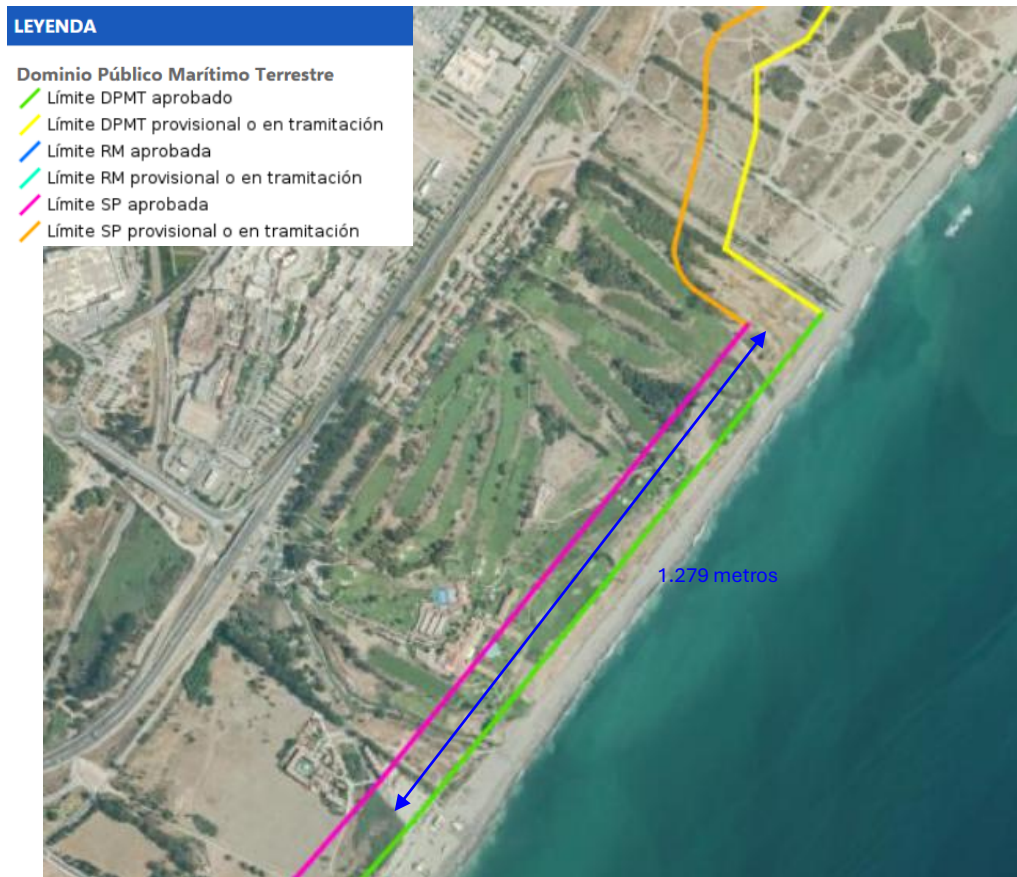 LEYENDA
Dominio Público Marítimo Terrestre
Límite DPMT aprobado
Límite DPMT provisional o en tramitación
Límite RM aprobada
Límite RM provisional o en tramitación
Límite SP aprobada
Límite SP provisional o en tramitación
1.279 metros